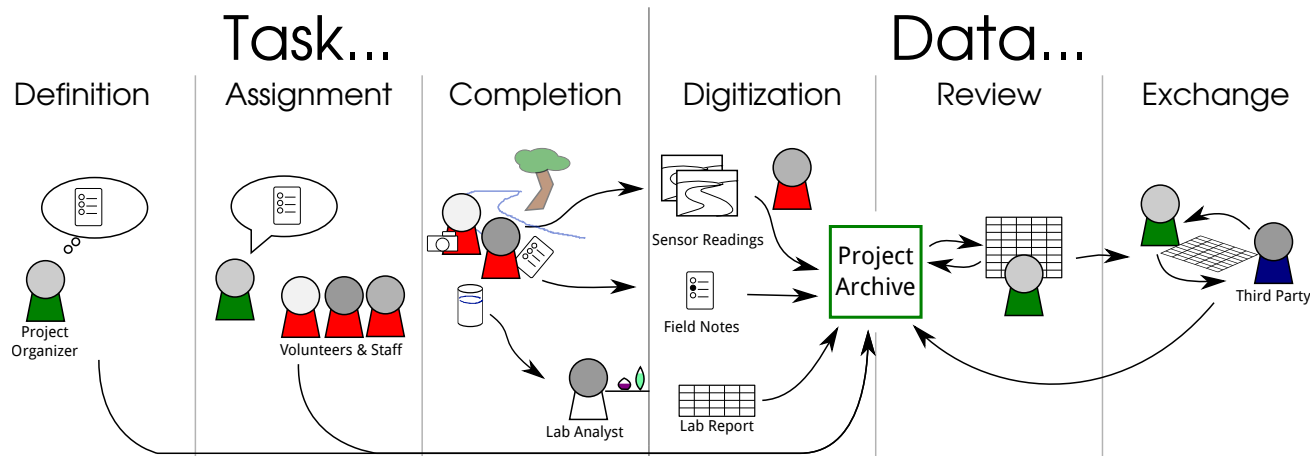 Task...
Data...
Definition
Assignment
Completion
Digitization
Review
Exchange
Project
Organizer
Volunteers & Staff
Lab Analyst
Sensor Readings
Field Notes
Lab Report
Project
Archive
Third Party